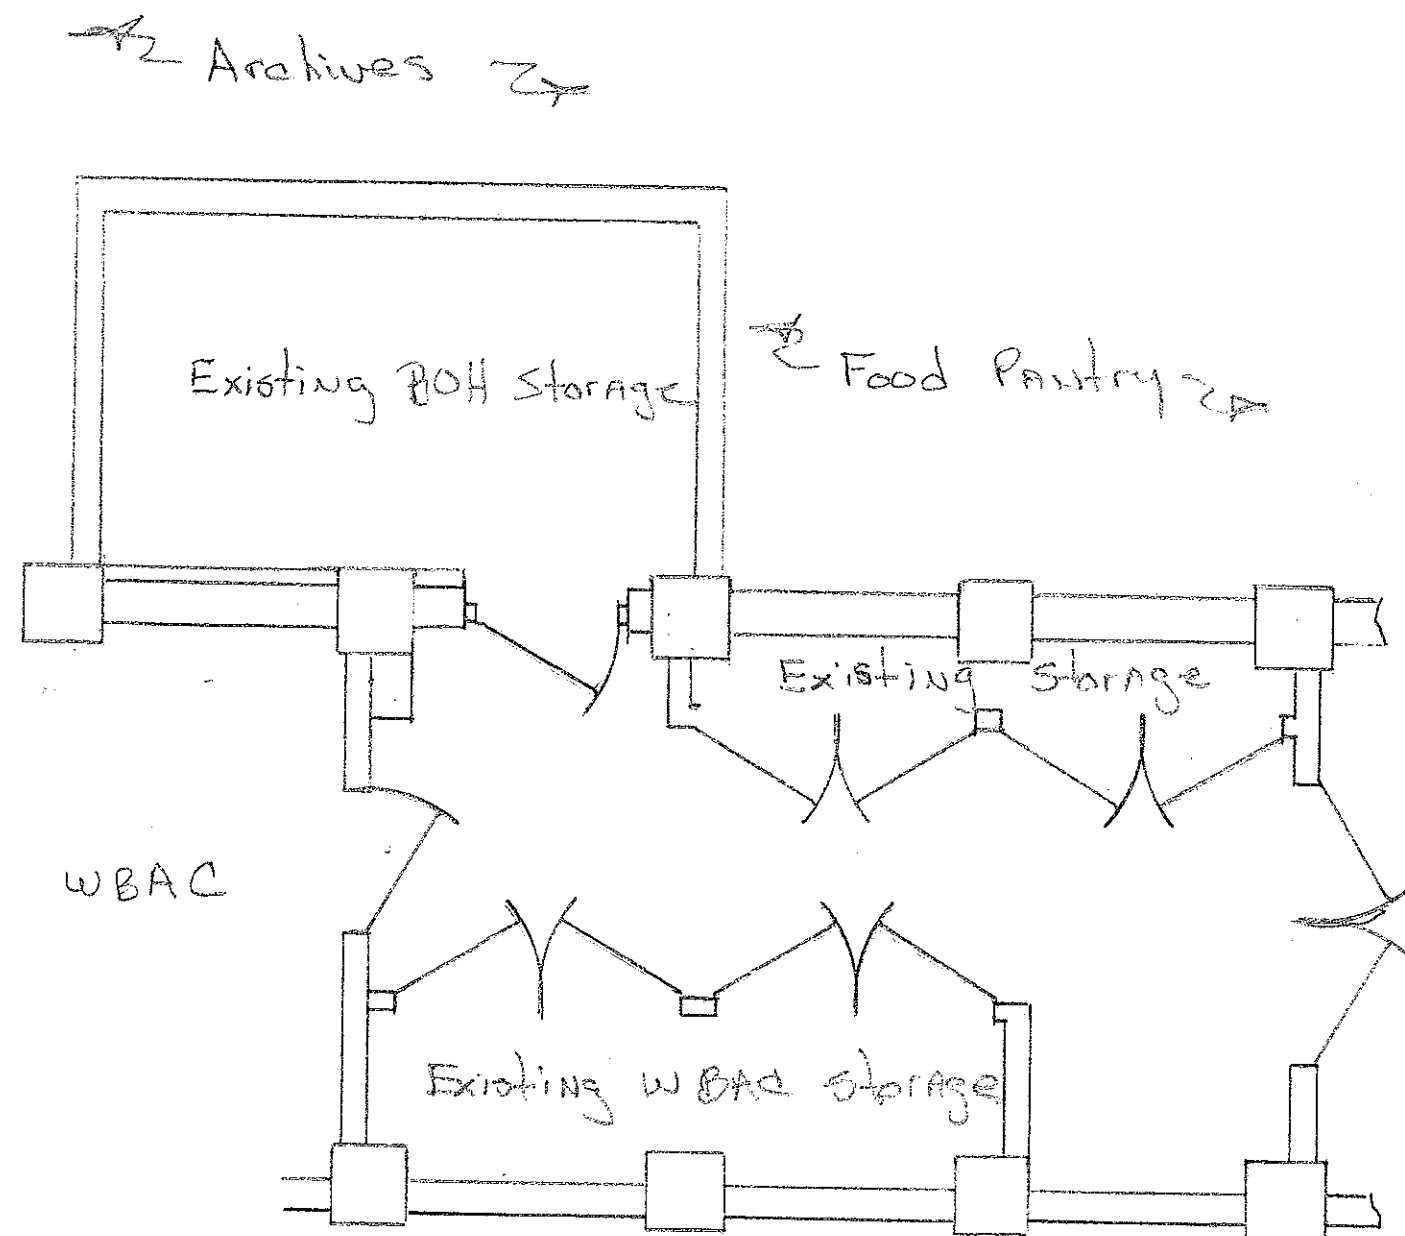 Archives
Existing BOH Storage
Food Pantry
Existing Storage
WBAC
Existing WBAC Storage